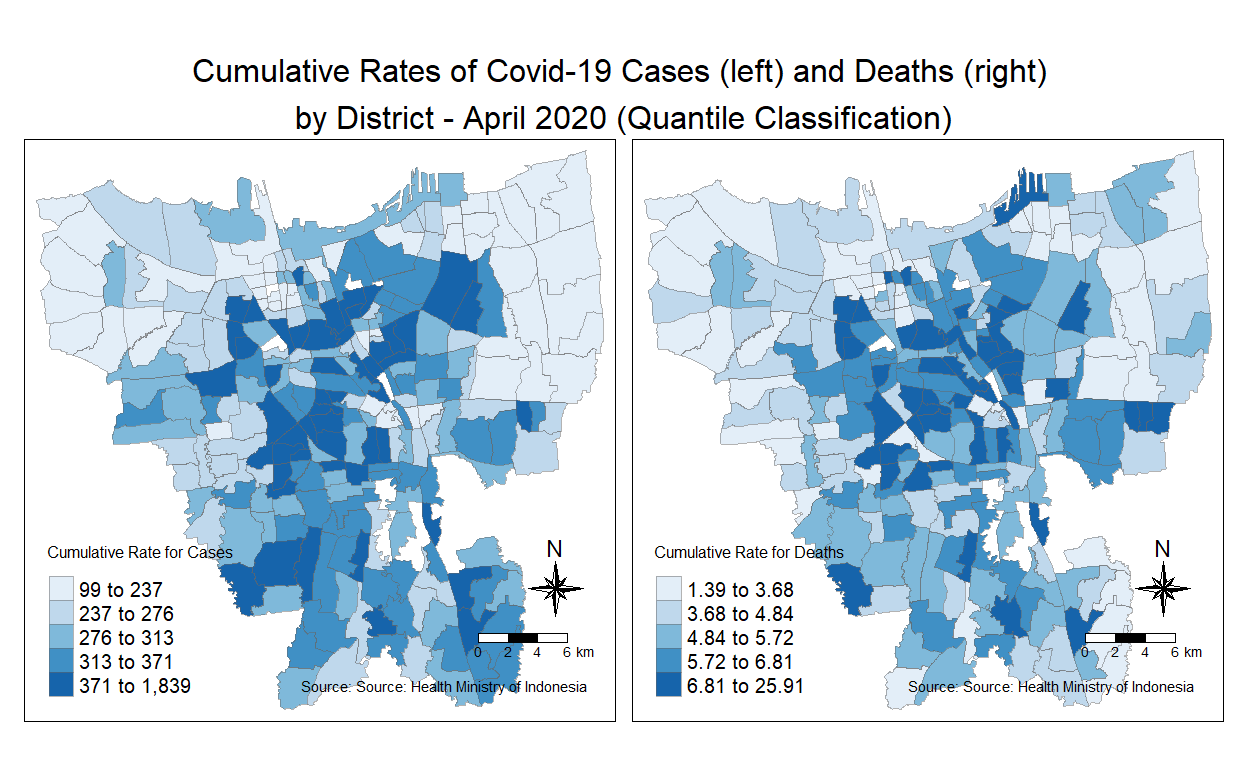 Cumulative Rates of Covid-19 Cases (left) and Deaths (right)
by District - April 2020 (Quantile Classification)
Cumulative Rate for Cases
99 to 237
237 to 276
276 to 313
313 to 371
371 to 1,839
N
0 2 4 6 km
Source: Source: Health Ministry of Indonesia
Cumulative Rate for Deaths
1.39 to 3.68
3.68 to 4.84
4.84 to 5.72
5.72 to 6.81
6.81 to 25.91
N
0 2 4 6 km
Source: Source: Health Ministry of Indonesia